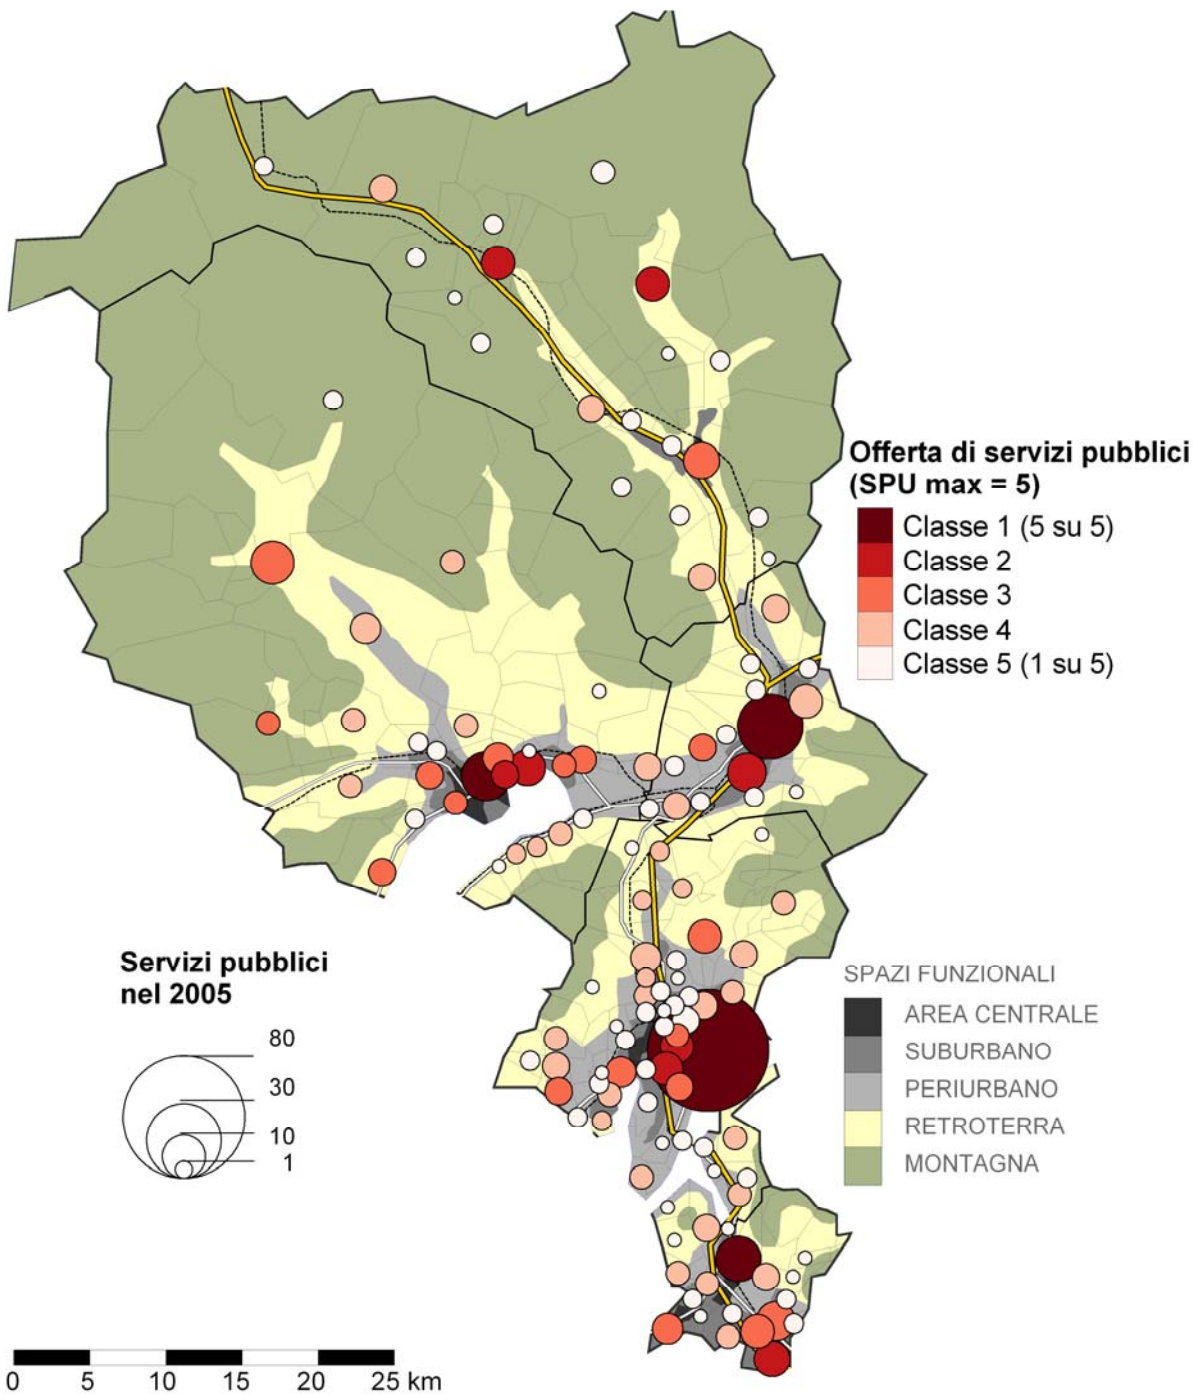 Offerta di servizi pubblici
(SPU max = 5)
Classe 1 (5 su 5)
Classe 2
Classe 3
Classe 4
Classe 5 (1 su 5)
Servizi pubblici
nel 2005
80
30
10
1
SPAZI FUNZIONALI
AREA CENTRALE
SUBURBANO
PERIURBANO
RETROTERRA
MONTAGNA
0 5 10 15 20 25 km